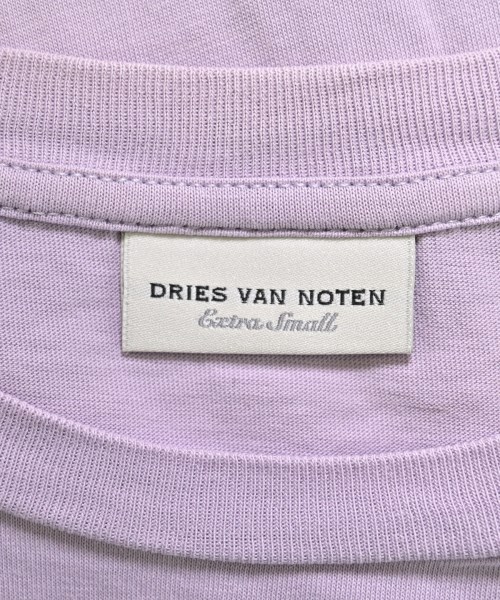 DRIES VAN NOTEN
Extra Small